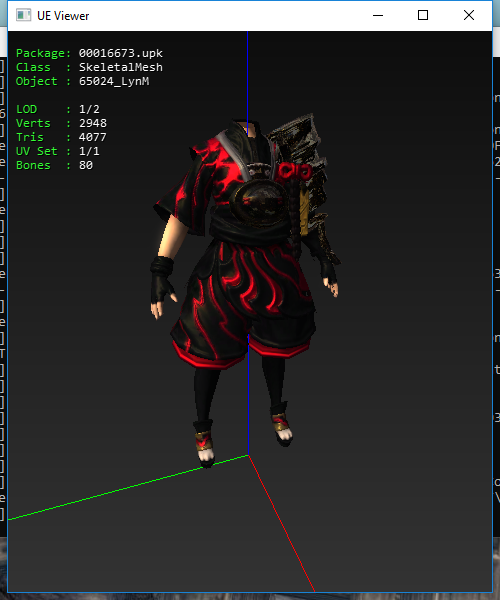 UE Viewer
Package: 00016673.upk
Class : SkeletalMesh
Object : 65024_LynM
LOD : 1/2
Verts : 2948
Tris : 4077
UV Set : 1/1
Bones : 80